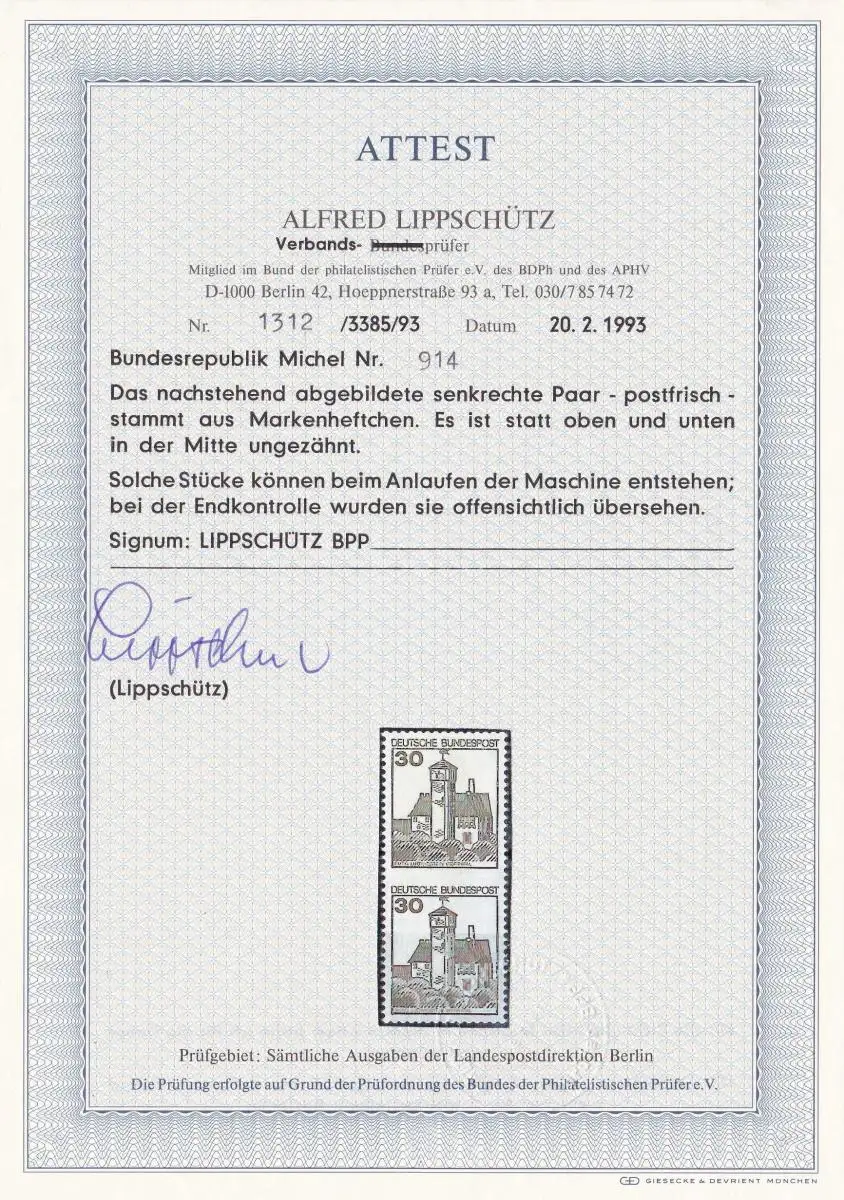 ATTEST
ALFRED LIPPSCHÜTZ
Verbands- Bundesprüfer
Mitglied im Bund der philatelistischen Prüfer e.V. des BDPh und des APHV
D-1000 Berlin 42, Hoeppnerstraße 93 a, Tel. 030/7 85 74 72
Nr. 1312 /3385/93 Datum 20. 2. 1993
Bundesrepublik Michel Nr. 914
Das nachstehend abgebildete senkrechte Paar - postfrisch -
stammt aus Markenheftchen. Es ist statt oben und unten
in der Mitte ungezähnt.
Solche Stücke können beim Anlaufen der Maschine entstehen;
bei der Endkontrolle wurden sie offensichtlich übersehen.
Signum: LIPPSCHÜTZ BPP
Lippschü
(Lippschütz)
DEUTSCHE BUNDESPOST
30
DEUTSCHE BUNDESPOST
30
Prüfgebiet: Sämtliche Ausgaben der Landespostdirektion Berlin
Die Prüfung erfolgte auf Grund der Prüfordnung des Bundes der Philatelistischen Prüfer e.V.
GIESECKE & DEVRIENT MÜNCHEN